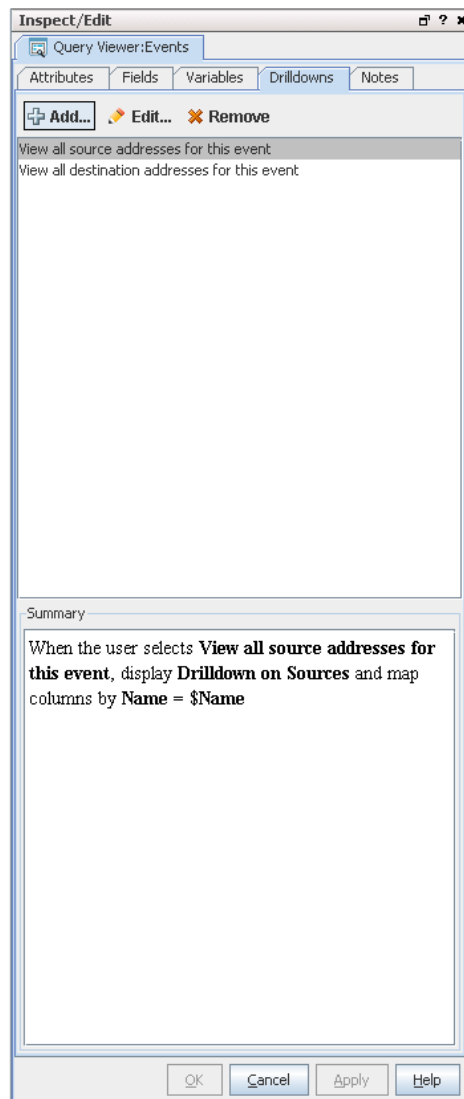 Inspect/Edit ?
Query Viewer:Events
Attributes Fields Variables Drilldowns Notes
Add... Edit... Remove
View all source addresses for this event
View all destination addresses for this event
Summary
When the user selects View all source addresses for
this event, display Drilldown on Sources and map
columns by Name = $Name
OK Cancel Apply Help